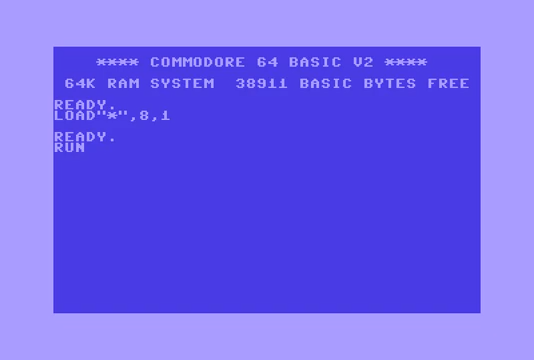 **** COMMODORE 64 BASIC V2 ****
64K RAM SYSTEM  38911 BASIC BYTES FREE
READY.
LOAD"*",8,1
READY.
RUN